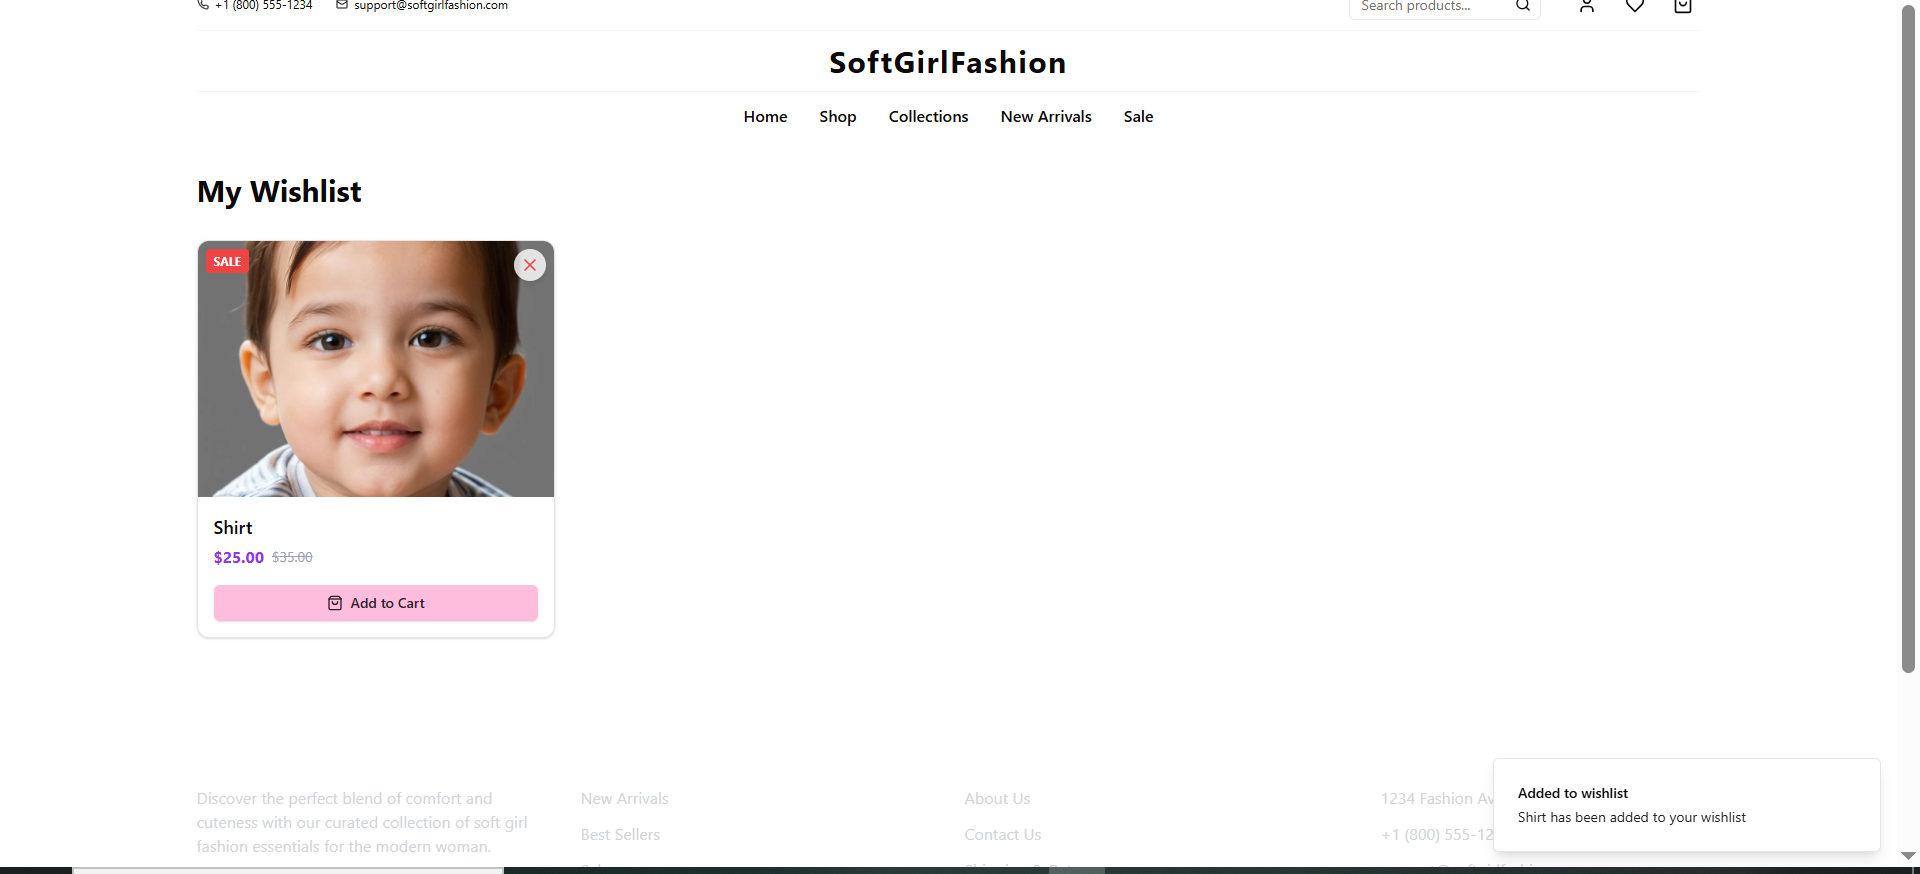 +1 (800) 555-1234
support@softgirlfashion.com
Search products...
SoftGirlFashion
Home Shop Collections New Arrivals Sale
My Wishlist
SALE
Shirt
$25.00 $35.00
Add to Cart
Discover the perfect blend of comfort and
cuteness with our curated collection of soft girl
fashion essentials for the modern woman.
New Arrivals
Best Sellers
About Us
Contact Us
1234 Fashion Av
+1 (800) 555-12
Added to wishlist
Shirt has been added to your wishlist